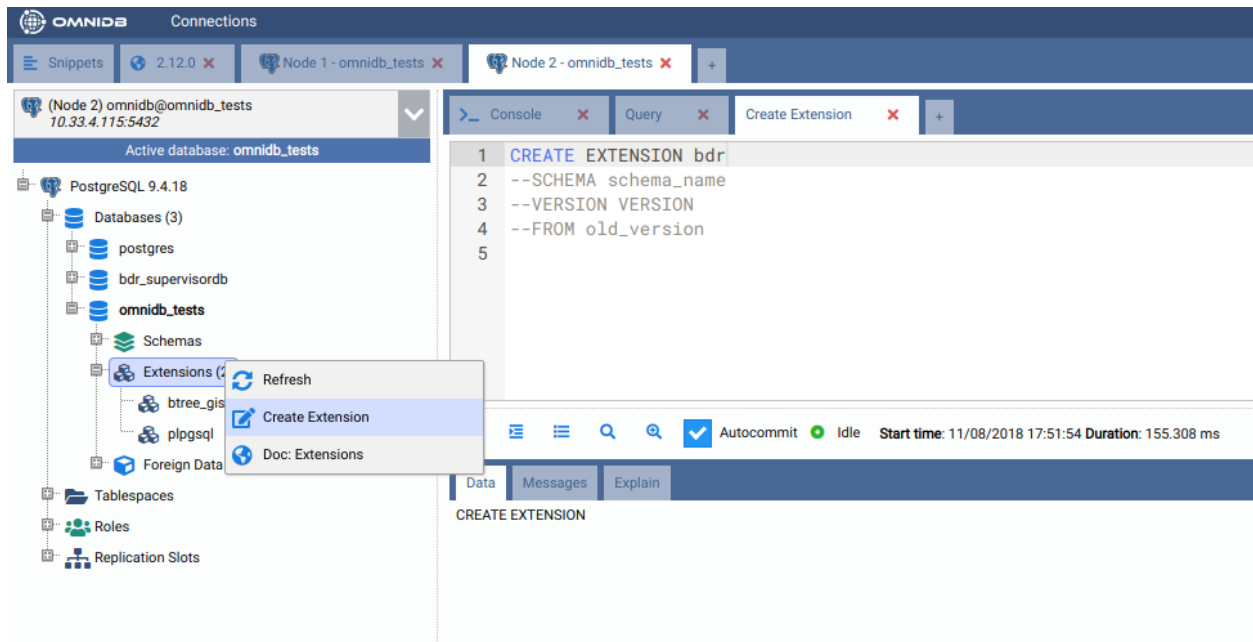 OMNIDB Connections
Snippets 2.12.0 Node 1 - omnidb_tests Node 2 - omnidb_tests +
(Node 2) omnidb@omnidb_tests
10.33.4.115:5432
Active database: omnidb_tests
PostgreSQL 9.4.18
Databases (3)
postgres
bdr_supervisordb
omnidb_tests
Schemas
Extensions (2
btree_gis
plpgsql
Foreign Data
Tablespaces
Roles
Replication Slots
Refresh
Create Extension
Doc: Extensions
>_ Console Query Create Extension +
1 CREATE EXTENSION bdr
2 --SCHEMA schema_name
3 --VERSION VERSION
4 --FROM old_version
5
Autocommit Idle Start time: 11/08/2018 17:51:54 Duration: 155.308 ms
Data Messages Explain
CREATE EXTENSION